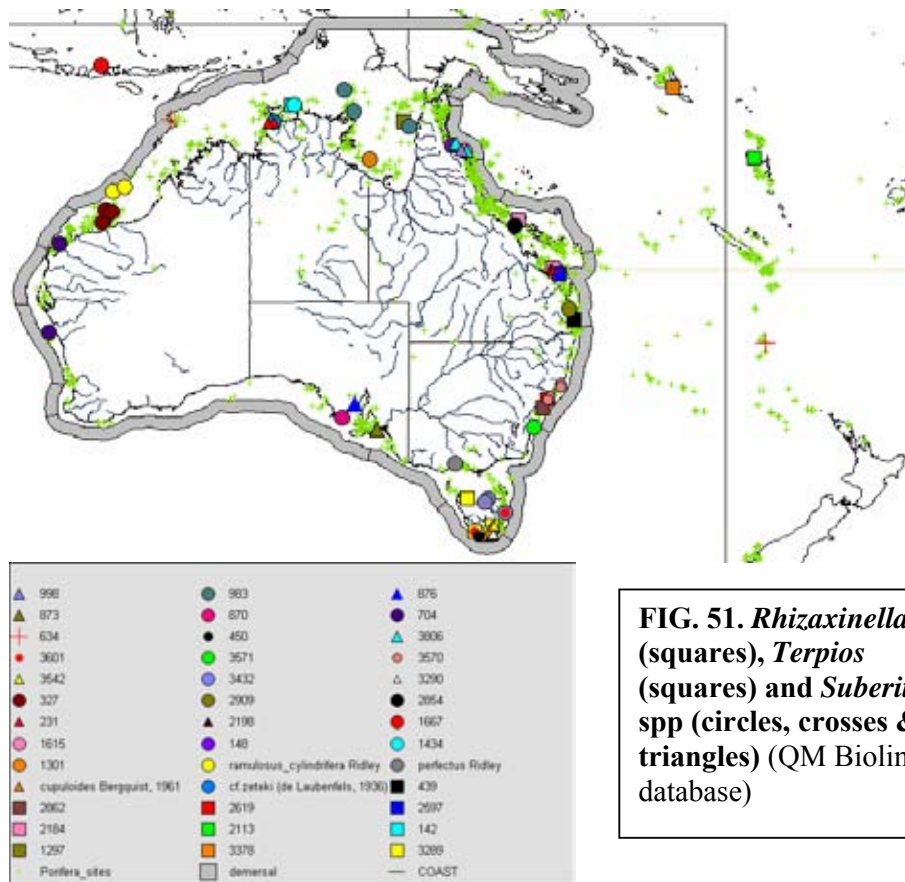 998 983 876
873 870 704
634 450 3806
3601 3571 3570
3542 3432 3290
327 2909 2854
231 2198 1667
1615 148 1434
1301 ramulosus_cylindrifera Ridley perfectus Ridley
cupuloides Bergquist, 1961 cf.zeteki (de Laubenfels, 1936) 439
2862 2619 2697
2184 2113 142
1297 3378 3289
Porifera_sites demersal COAST
FIG. 51. Rhizaxinella
(squares), Terpios
(squares) and Suberit
spp (circles, crosses &
triangles) (QM Biolin
database)